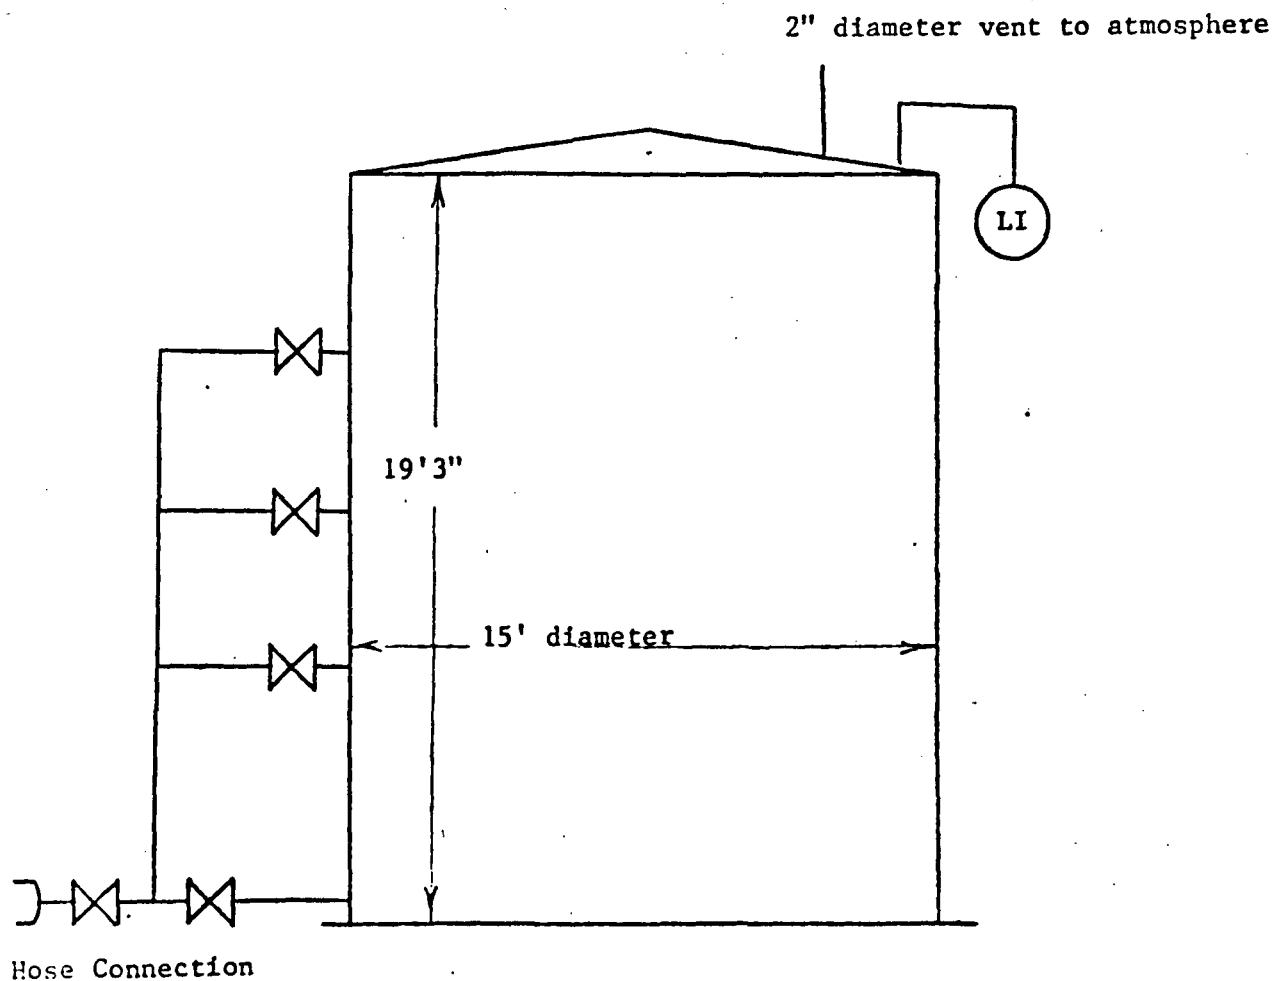 2" diameter vent to atmosphere
LI
19'3"
15' diameter
Hose Connection